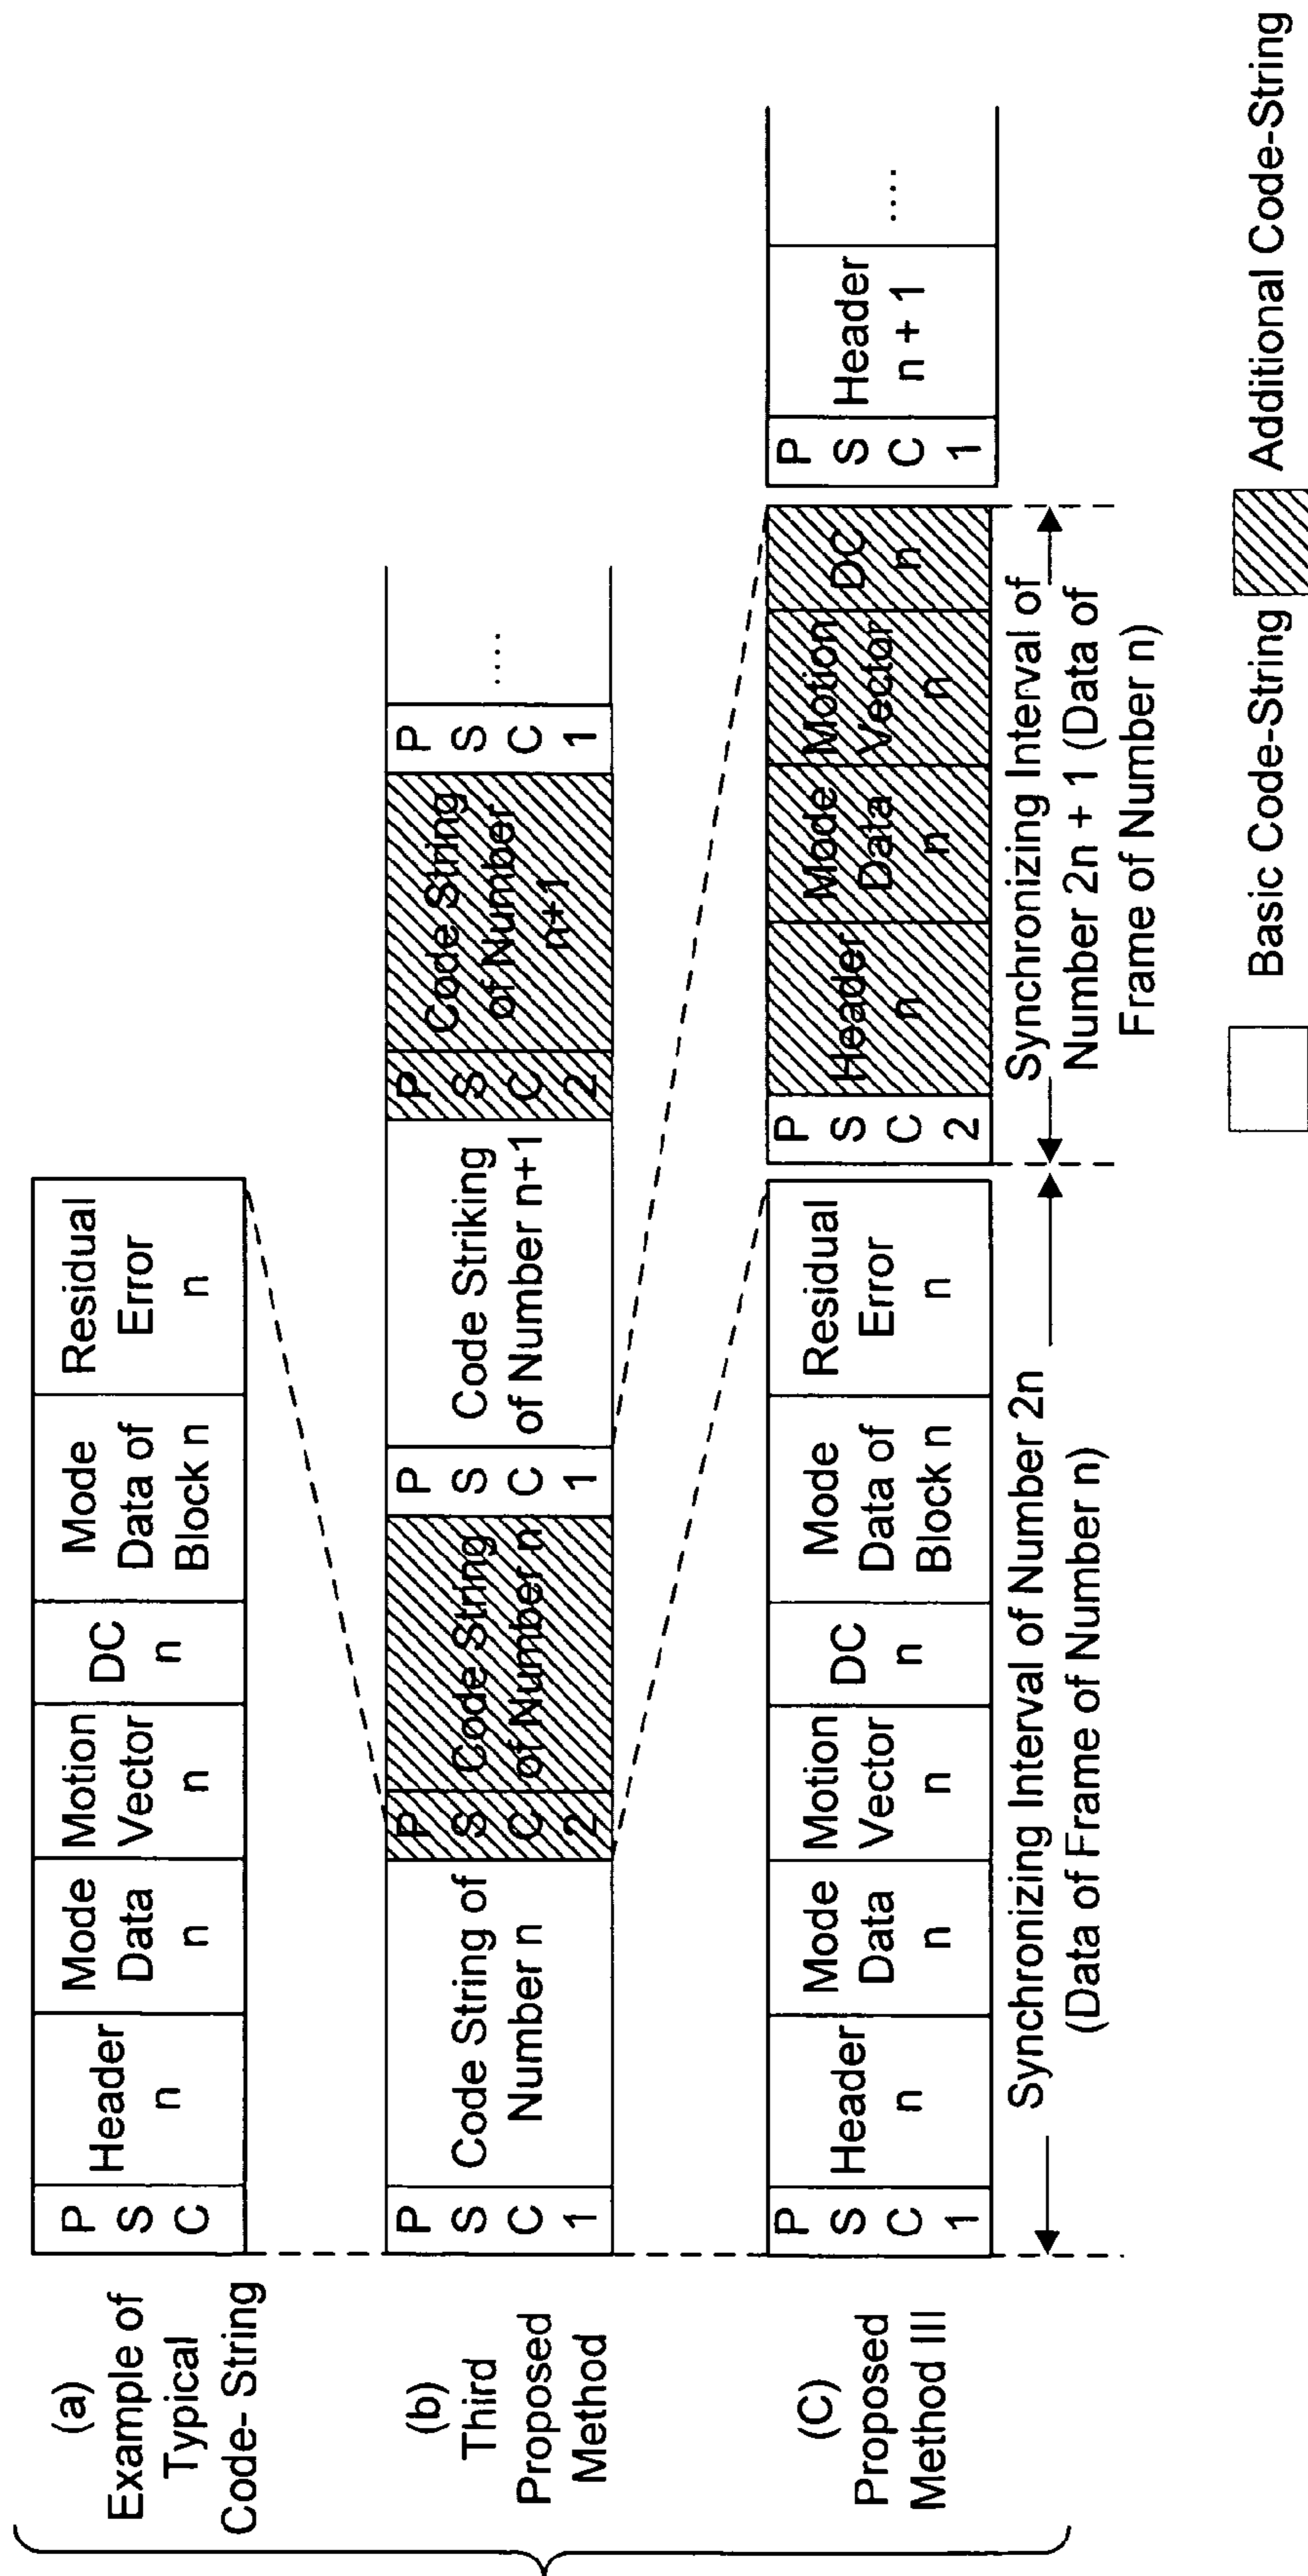 (a)
Example of
Typical
Code- String
P
S
C
Header
n
Mode
Data
n
Motion
Vector
n
DC
n
Mode
Data of
Block n
Residual
Error
n
(b)
Third
Proposed
Method
P
S
C
1
Code String of
Number n
P
S
C
2
Code String
of Number n
P
S
C
1
Code Striking
of Number n+1
P
S
C
2
Code String
of Number
n+1
P
S
C
1
....
(C)
Proposed
Method III
P
S
C
1
Header
n
Mode
Data
n
Motion
Vector
n
DC
n
Mode
Data of
Block n
Residual
Error
n
P
S
C
2
Header
n
Mode
Data
n
Motion
Vector
n
DC
n
P
S
C
1
Header
n + 1
....
Synchronizing Interval of Number 2n
(Data of Frame of Number n)
Synchronizing Interval of
Number 2n + 1 (Data of
Frame of Number n)
Basic Code-String
Additional Code-String